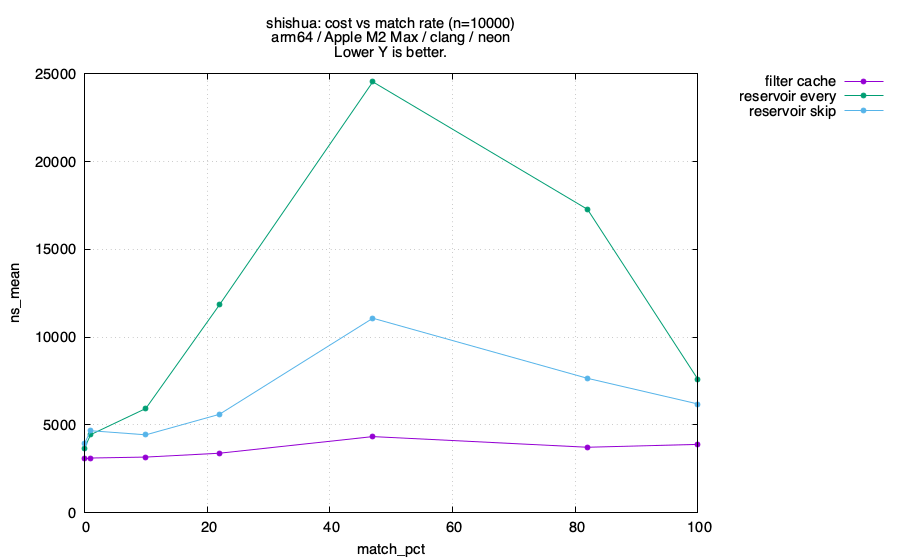 shishua: cost vs match rate (n=10000)
arm64 / Apple M2 Max / clang / neon
Lower Y is better.
filter cache
reservoir every
reservoir skip
25000
20000
15000
10000
5000
0
ns_mean
0 20 40 60 80 100
match_pct